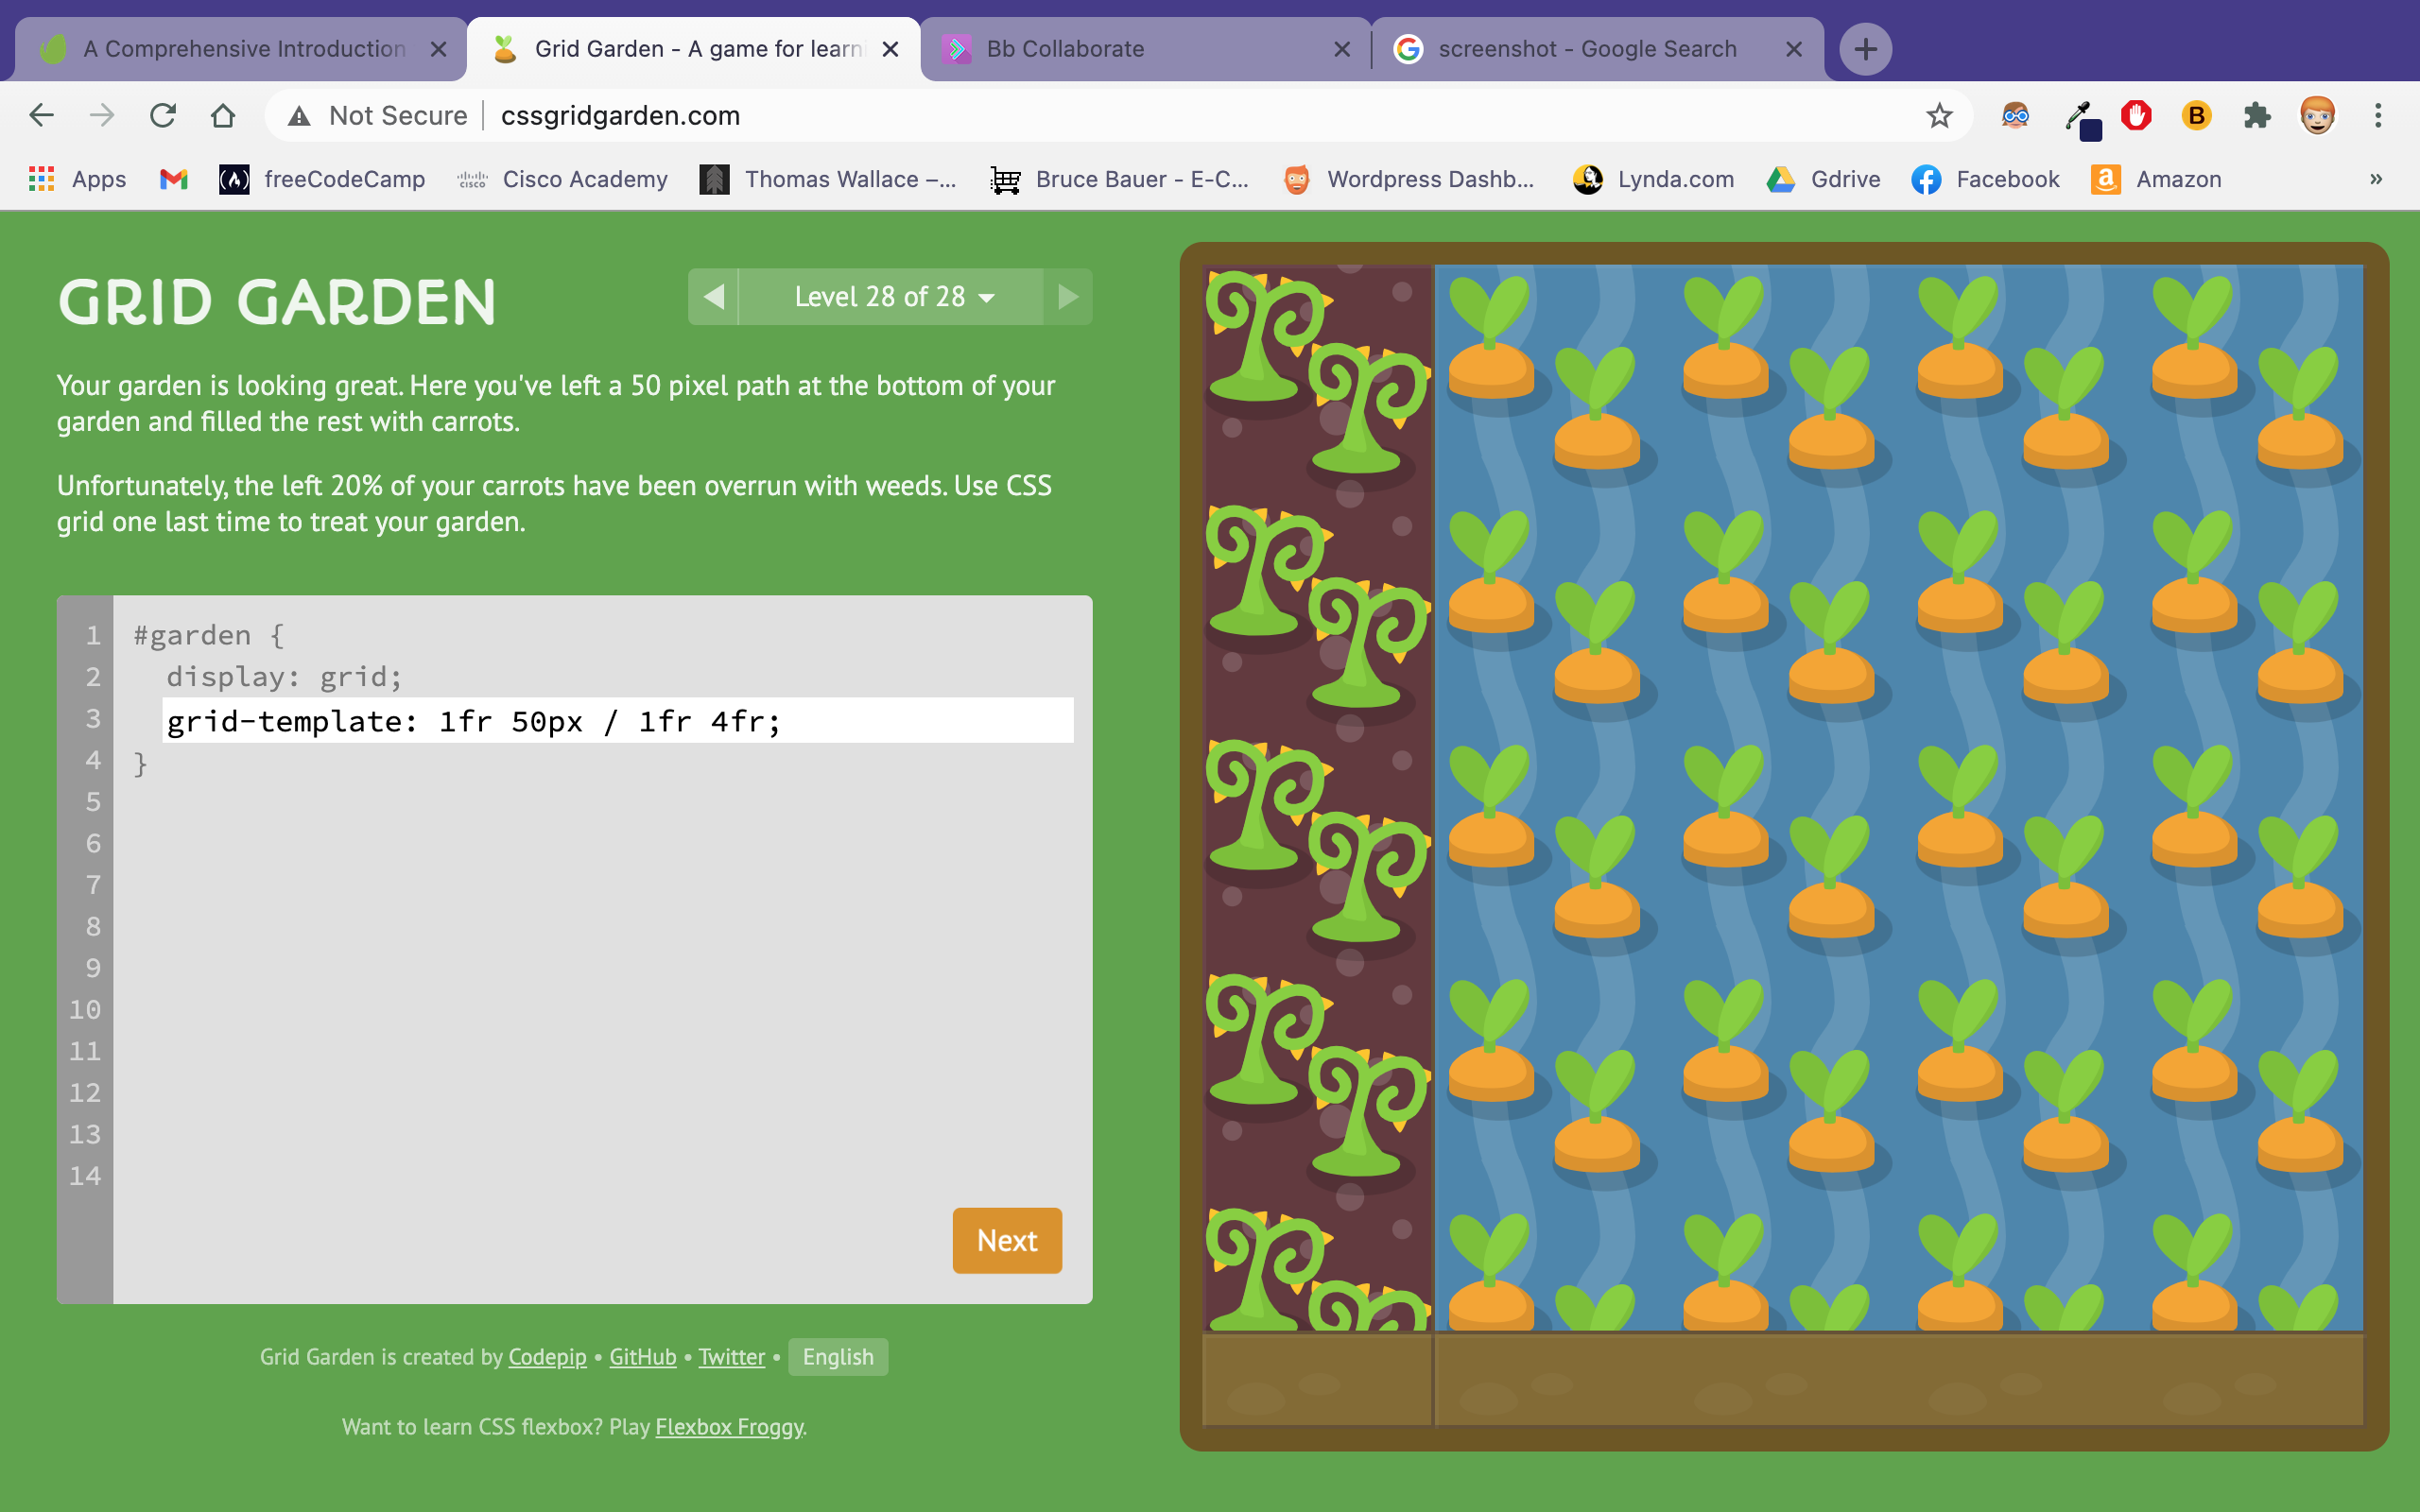 A Comprehensive Introduction
Grid Garden - A game for learni
Bb Collaborate
screenshot - Google Search
Not Secure
cssgridgarden.com
B
Apps
freeCodeCamp
CISCO
Cisco Academy
Thomas Wallace –...
Bruce Bauer - E-C...
Wordpress Dashb...
Lynda.com
Gdrive
Facebook
Amazon
»
GRID GARDEN
Level 28 of 28
Your garden is looking great. Here you've left a 50 pixel path at the bottom of your
garden and filled the rest with carrots.
Unfortunately, the left 20% of your carrots have been overrun with weeds. Use CSS
grid one last time to treat your garden.
1 #garden {
2 display: grid;
3 grid-template: 1fr 50px / 1fr 4fr;
4 }
5
6
7
8
9
10
11
12
13
14
Next
Grid Garden is created by Codepip • GitHub • Twitter • English
Want to learn CSS flexbox? Play Flexbox Froggy.